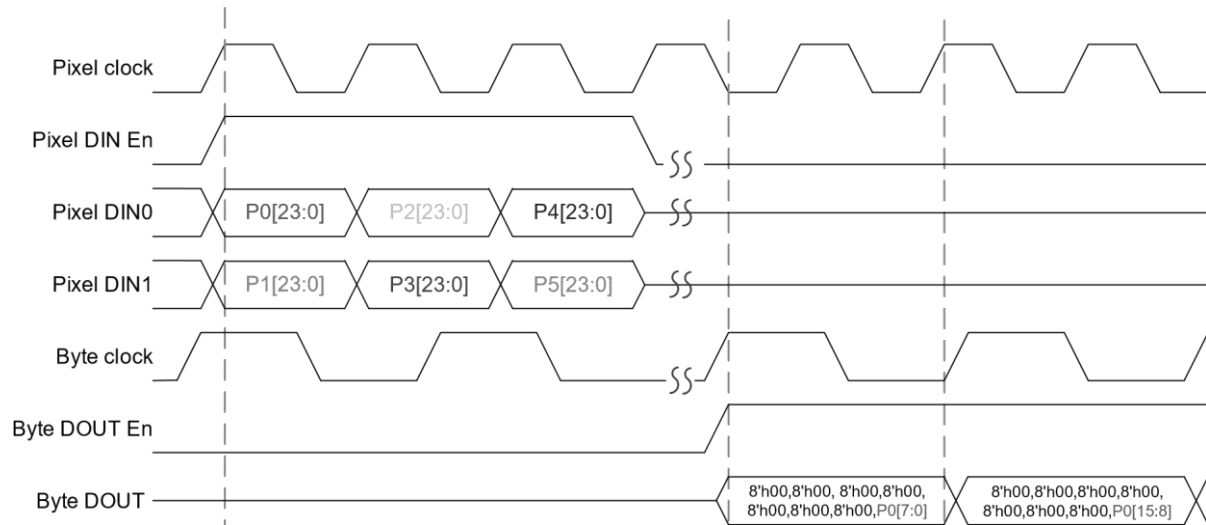 Pixel clock
Pixel DIN En
Pixel DIN0
P0[23:0]
P2[23:0]
P4[23:0]
Pixel DIN1
P1[23:0]
P3[23:0]
P5[23:0]
Byte clock
Byte DOUT En
Byte DOUT
8'h00,8'h00, 8'h00,8'h00,
8'h00,8'h00,8'h00,P0[7:0]
8'h00,8'h00,8'h00,8'h00,
8'h00,8'h00,8'h00,P0[15:8]